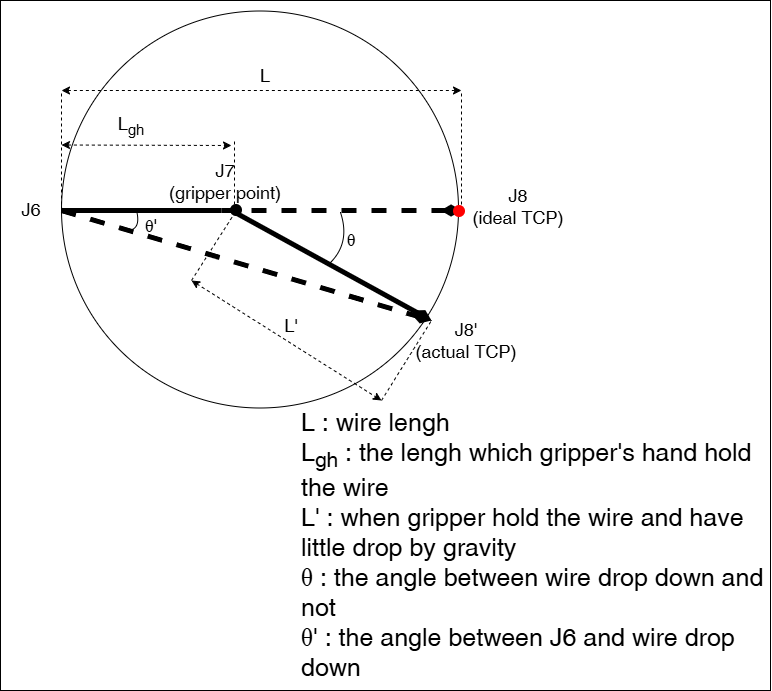 L
Lgh
J7
(gripper point)
J6
J8
(ideal TCP)
θ'
θ
L'
J8'
(actual TCP)
L : wire lengh
Lgh : the lengh which gripper's hand hold
the wire
L' : when gripper hold the wire and have
little drop by gravity
θ : the angle between wire drop down and
not
θ' : the angle between J6 and wire drop
down